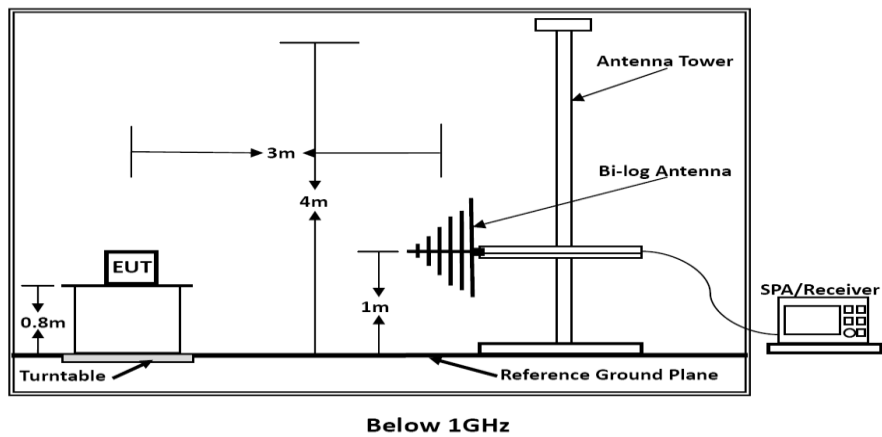 Antenna Tower
3m
Bi-log Antenna
4m
EUT
SPA/Receiver
1m
0.8m
Turntable
Reference Ground Plane
Below 1GHz